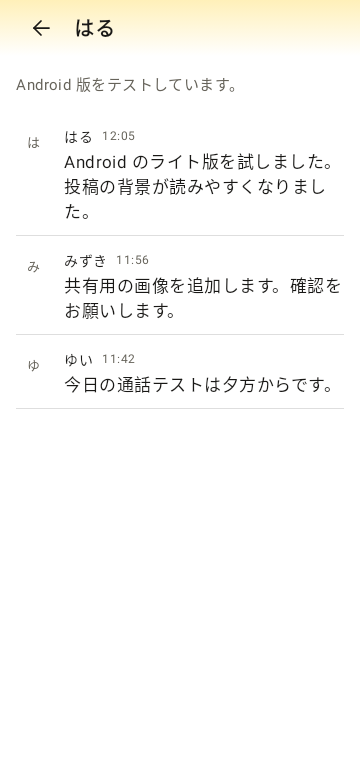 はる
Android 版をテストしています。
は
はる 12:05
Android のライト版を試しました。
投稿の背景が読みやすくなりまし
た。
み
みずき 11:56
共有用の画像を追加します。確認を
お願いします。
ゆ
ゆい 11:42
今日の通話テストは夕方からです。